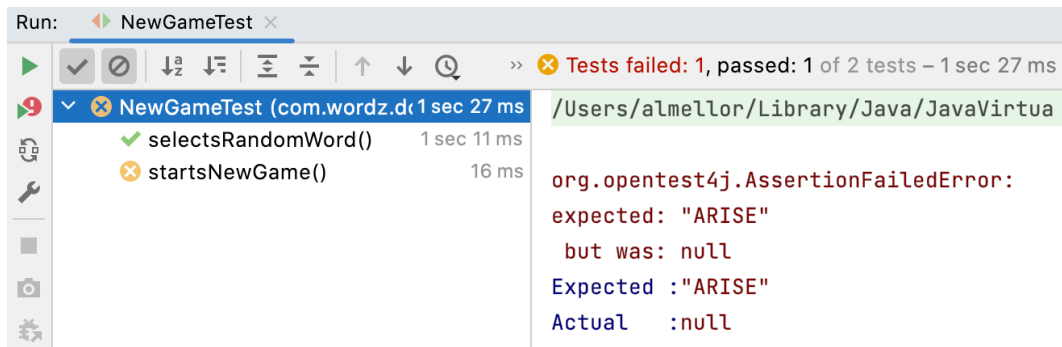 Run: NewGameTest ×
» Tests failed: 1, passed: 1 of 2 tests – 1 sec 27 ms
NewGameTest (com.wordz.d 1 sec 27 ms
selectsRandomWord() 1 sec 11 ms
startsNewGame() 16 ms
/Users/almellor/Library/Java/JavaVirtua
org.opentest4j.AssertionFailedError:
expected: "ARISE"
but was: null
Expected :"ARISE"
Actual :null